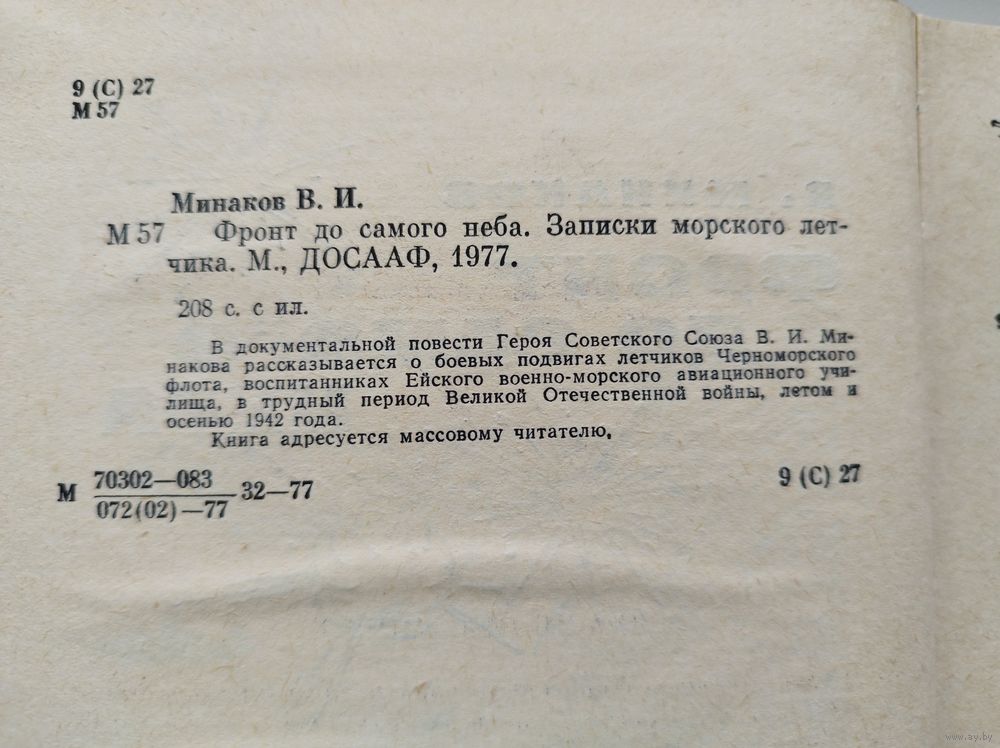 9 (С) 27
М 57
Минаков В. И.
М 57 Фронт до самого неба. Записки морского лет-
чика. М., ДОСААФ, 1977.
208 с. с ил.
В документальной повести Героя Советского Союза В. И. Ми-
накова рассказывается о боевых подвигах летчиков Черноморского
флота, воспитанниках Ейского военно-морского авиационного учи-
лища, в трудный период Великой Отечественной войны, летом и
осенью 1942 года.
Книга адресуется массовому читателю.
М 70302—083
072(02)—77 32—77
9 (С) 27
www.ay.by